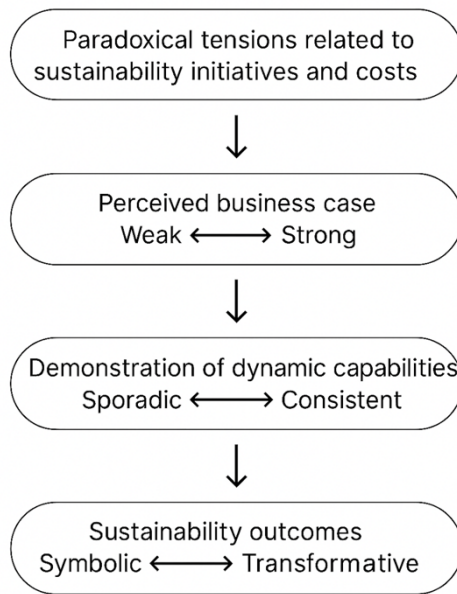 Paradoxical tensions related to
sustainability initiatives and costs
Perceived business case
Weak ⟷ Strong
Demonstration of dynamic capabilities
Sporadic ⟷ Consistent
Sustainability outcomes
Symbolic ⟷ Transformative